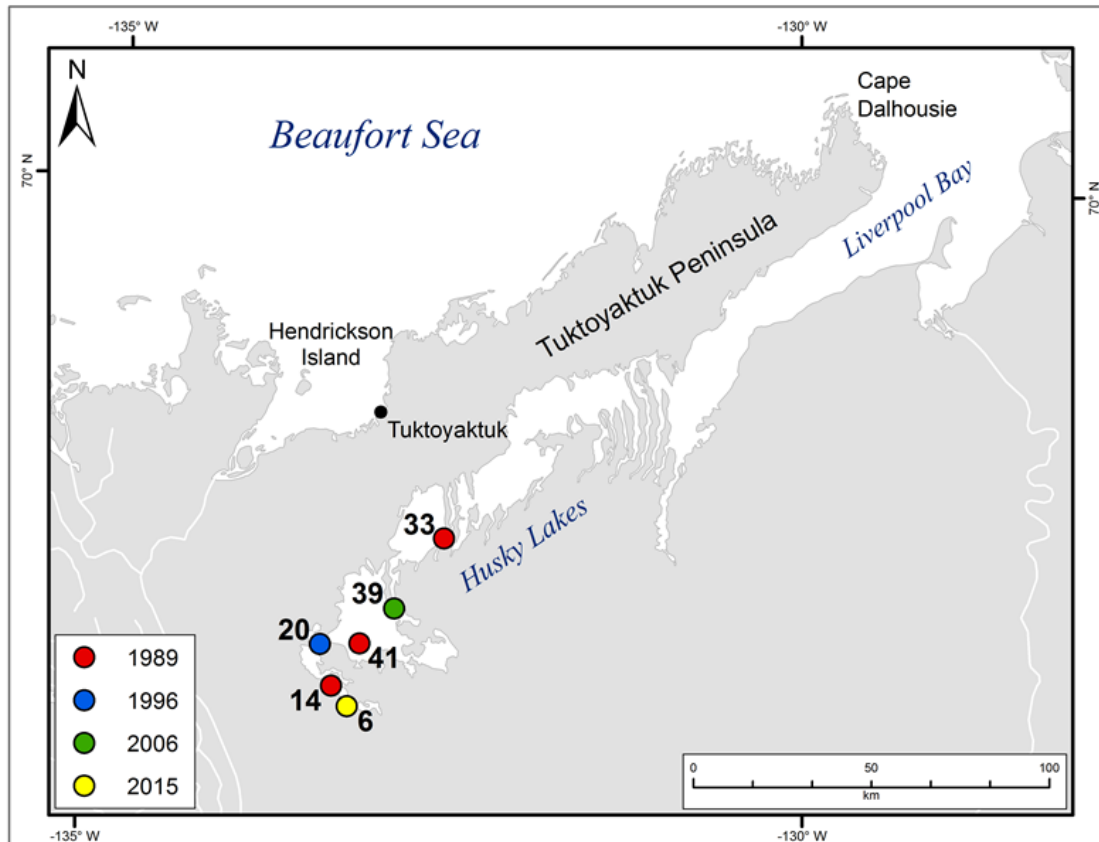 -135° W
-130° W
N
Cape
Dalhousie
Beaufort Sea
70° N
70° N
Liverpool Bay
Tuktoyaktuk Peninsula
Hendrickson
Island
Tuktoyaktuk
33
Husky Lakes
39
20
41
14
6
1989
1996
2006
2015
0
50
100
km
-135° W
-130° W